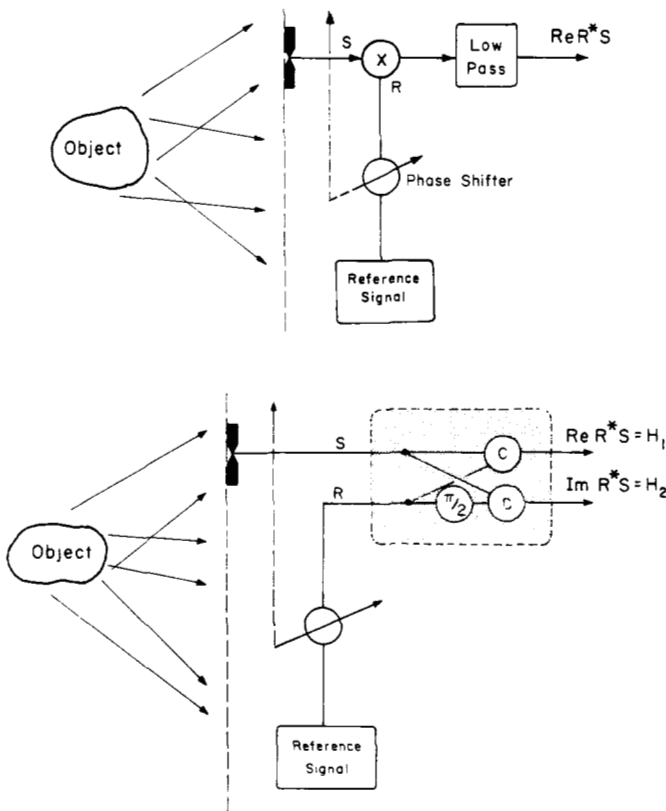 S
X
Low
Pass
ReR*S
R
Object
Phase Shifter
Reference
Signal
S
C
Re R*S = H₁
R
π/2
Im R*S = H₂
Object
Reference
Signal